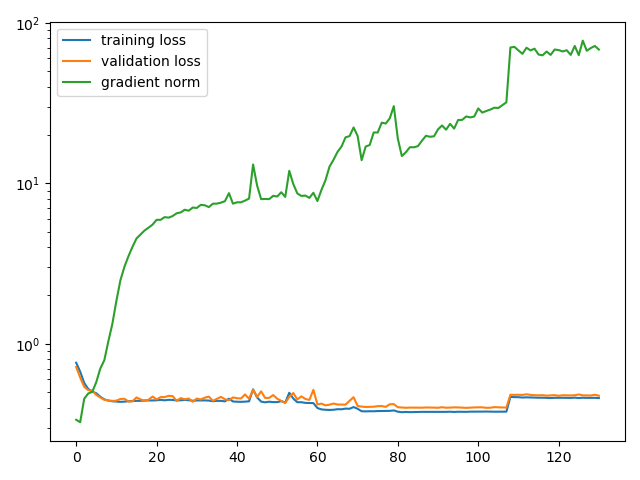 10²
training loss
validation loss
gradient norm
10¹
10⁰
0 20 40 60 80 100 120